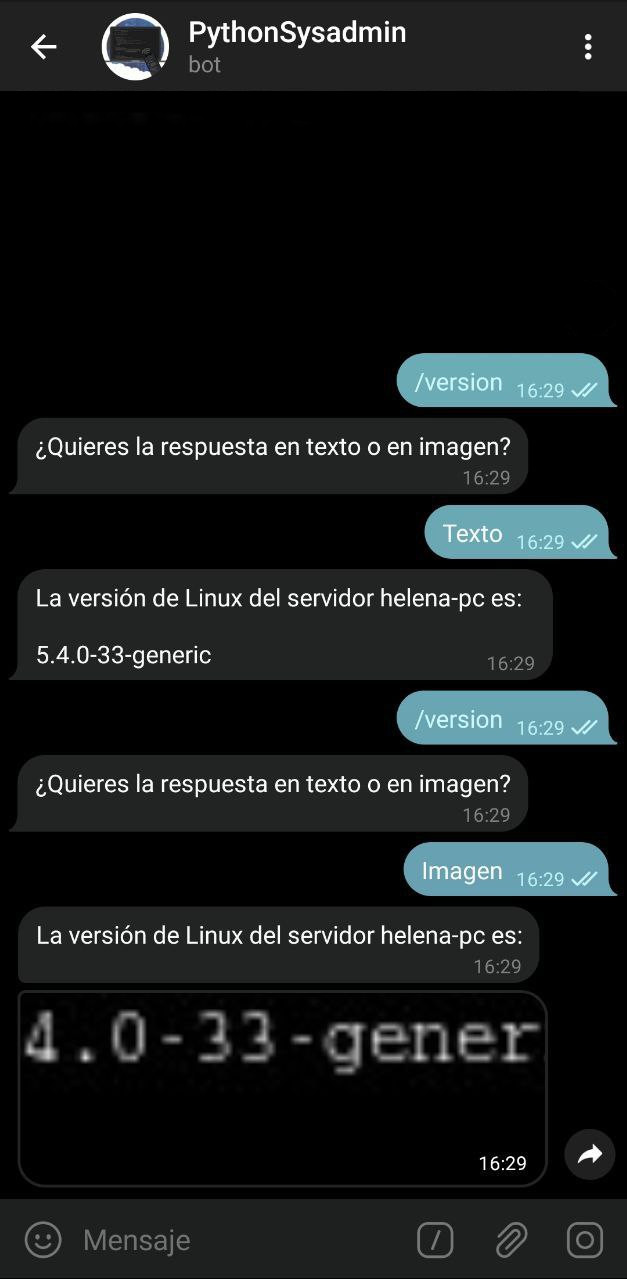 PythonSysadmin
bot
/version 16:29
¿Quieres la respuesta en texto o en imagen?
16:29
Texto 16:29
La versión de Linux del servidor helena-pc es:
5.4.0-33-generic
16:29
/version 16:29
¿Quieres la respuesta en texto o en imagen?
16:29
Imagen 16:29
La versión de Linux del servidor helena-pc es:
16:29
4.0-33-gener
16:29
Mensaje